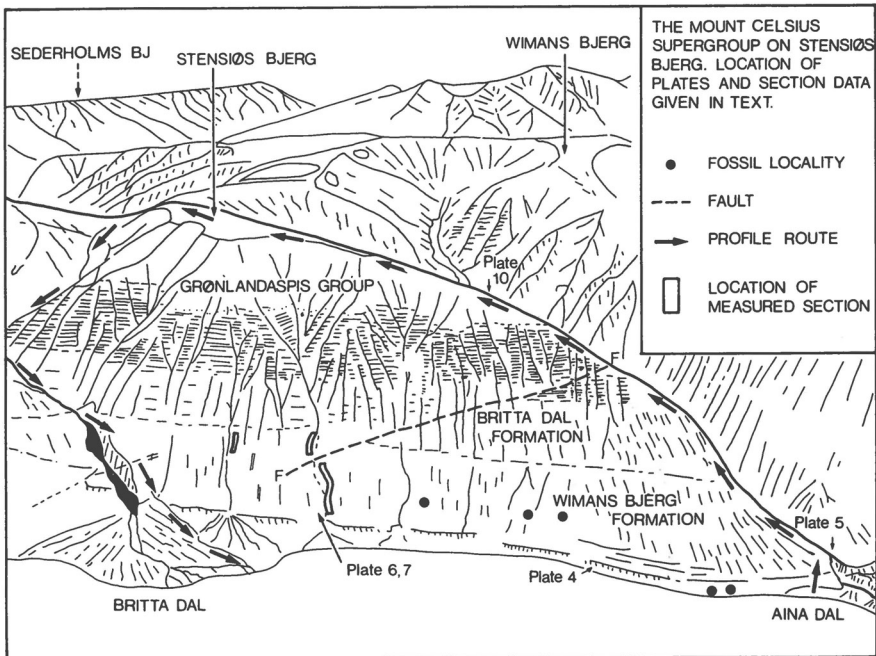 SEDERHOLMS BJ
STENSIØS BJERG
WIMANS BJERG
THE MOUNT CELSIUS
SUPERGROUP ON STENSIØS
BJERG. LOCATION OF
PLATES AND SECTION DATA
GIVEN IN TEXT.
FOSSIL LOCALITY
FAULT
PROFILE ROUTE
LOCATION OF
MEASURED SECTION
Plate
10
GRØNLANDASPIS GROUP
F
BRITTA DAL
FORMATION
F
WIMANS BJERG
FORMATION
Plate 5
Plate 6,7
Plate 4
BRITTA DAL
AINA DAL